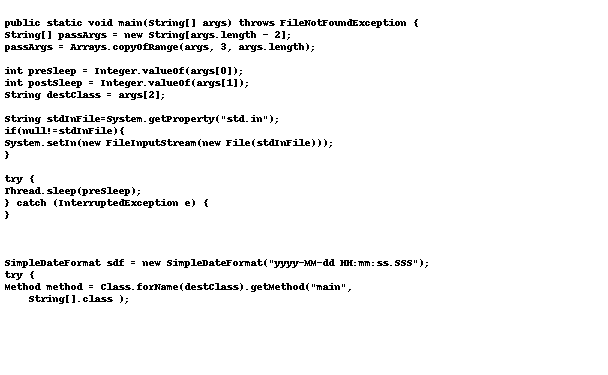 public static void main(String[] args) throws FileNotFoundException {
String[] passArgs = new String[args.length - 2];
passArgs = Arrays.copyOfRange(args, 3, args.length);
int preSleep = Integer.valueOf(args[0]);
int postSleep = Integer.valueOf(args[1]);
String destClass = args[2];
String stdInFile=System.getProperty("std.in");
if(null!=stdInFile){
System.setIn(new FileInputStream(new File(stdInFile)));
}
try {
Thread.sleep(preSleep);
} catch (InterruptedException e) {
}
SimpleDateFormat sdf = new SimpleDateFormat("yyyy-MM-dd HH:mm:ss.SSS");
try {
Method method = Class.forName(destClass).getMethod("main",
String[].class );